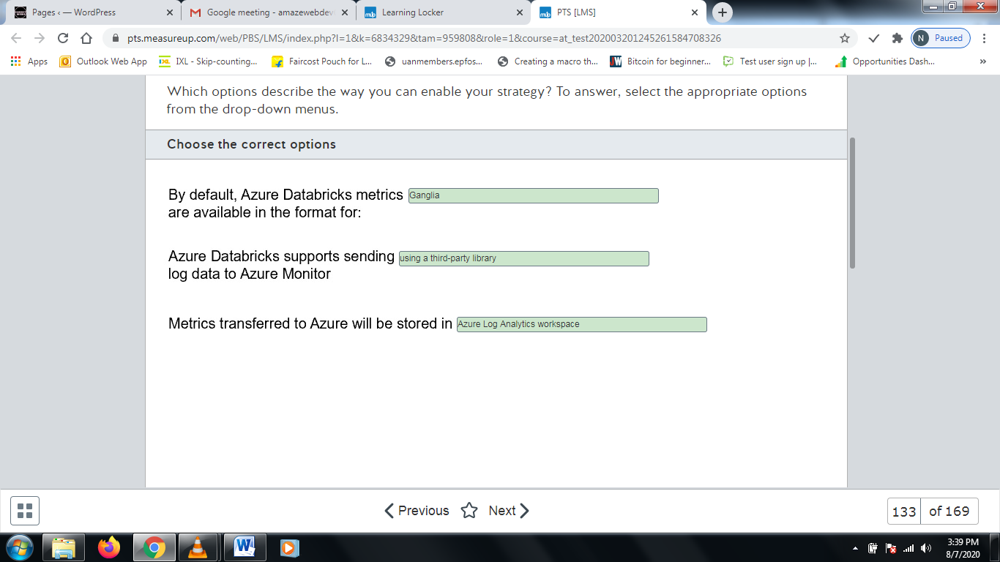 Pages ‹ — WordPress
Google meeting - amazewebdev
Learning Locker
PTS [LMS]
pts.measureup.com/web/PBS/LMS/index.php?l=1&k=6834329&tam=959808&role=1&course=at_test202003201245261584708326
N Paused
Apps
Outlook Web App
IXL - Skip-counting...
Faircost Pouch for L...
uanmembers.epfos...
Creating a macro th...
Bitcoin for beginner...
Test user sign up |...
Opportunities Dash...
»
Which options describe the way you can enable your strategy? To answer, select the appropriate options
from the drop-down menus.
Choose the correct options
By default, Azure Databricks metrics Ganglia
are available in the format for:
Azure Databricks supports sending using a third-party library
log data to Azure Monitor
Metrics transferred to Azure will be stored in Azure Log Analytics workspace
Previous
Next
133 of 169
3:39 PM
8/7/2020